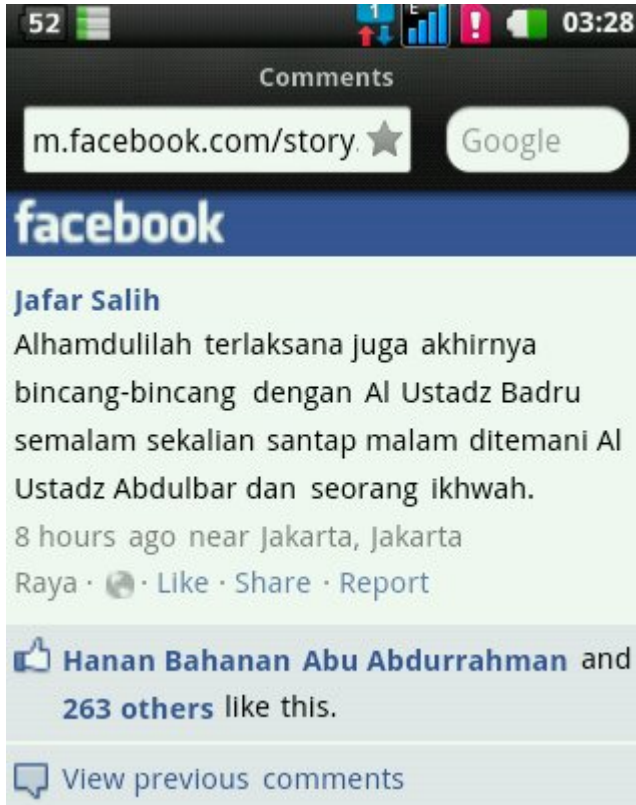 52 1 E 03:28
Comments
m.facebook.com/story. Google
facebook
Jafar Salih
Alhamdulilah terlaksana juga akhirnya
bincang-bincang dengan Al Ustadz Badru
semalam sekalian santap malam ditemani Al
Ustadz Abdulbar dan seorang ikhwah.
8 hours ago near Jakarta, Jakarta
Raya · · Like · Share · Report
Hanan Bahanan Abu Abdurrahman and
263 others like this.
View previous comments